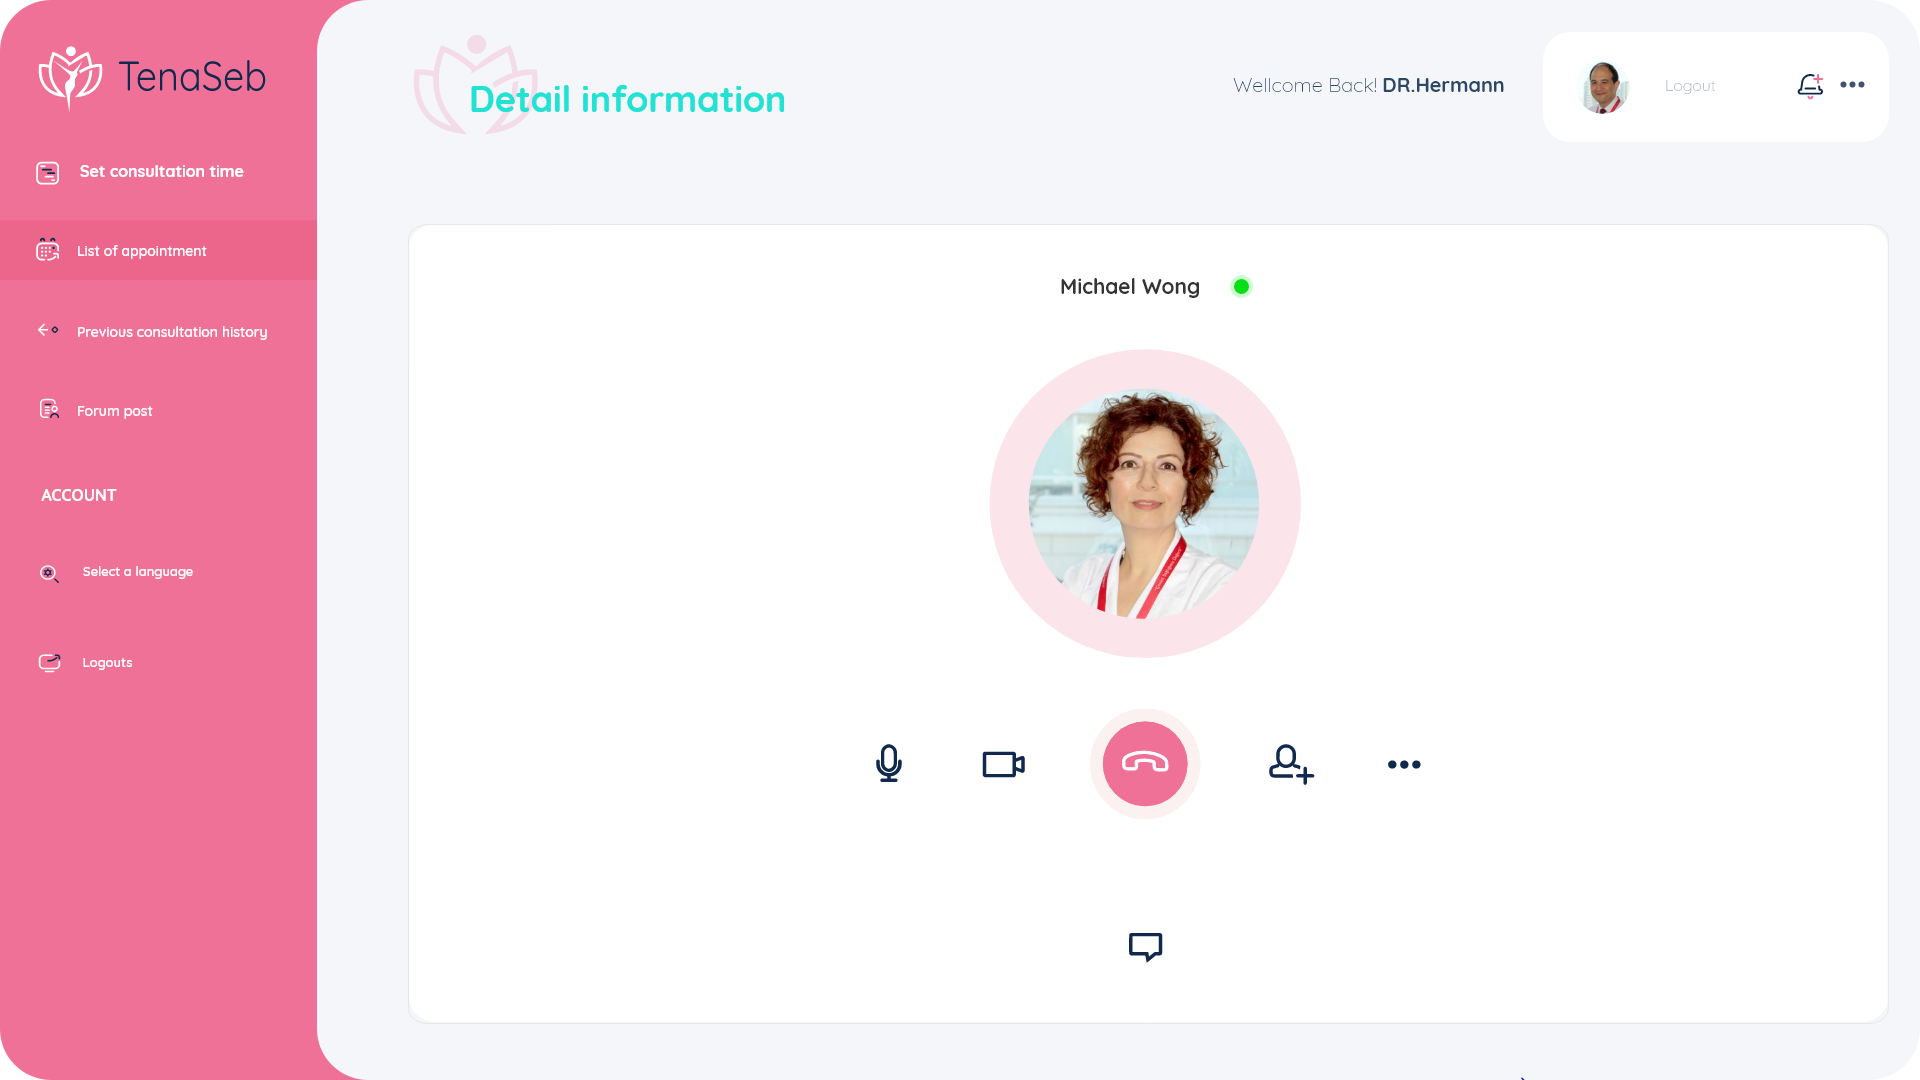 TenaSeb
Set consultation time
List of appointment
Previous consultation history
Forum post
ACCOUNT
Select a language
Logouts
Detail information
Wellcome Back! DR.Hermann
Logout
Michael Wong